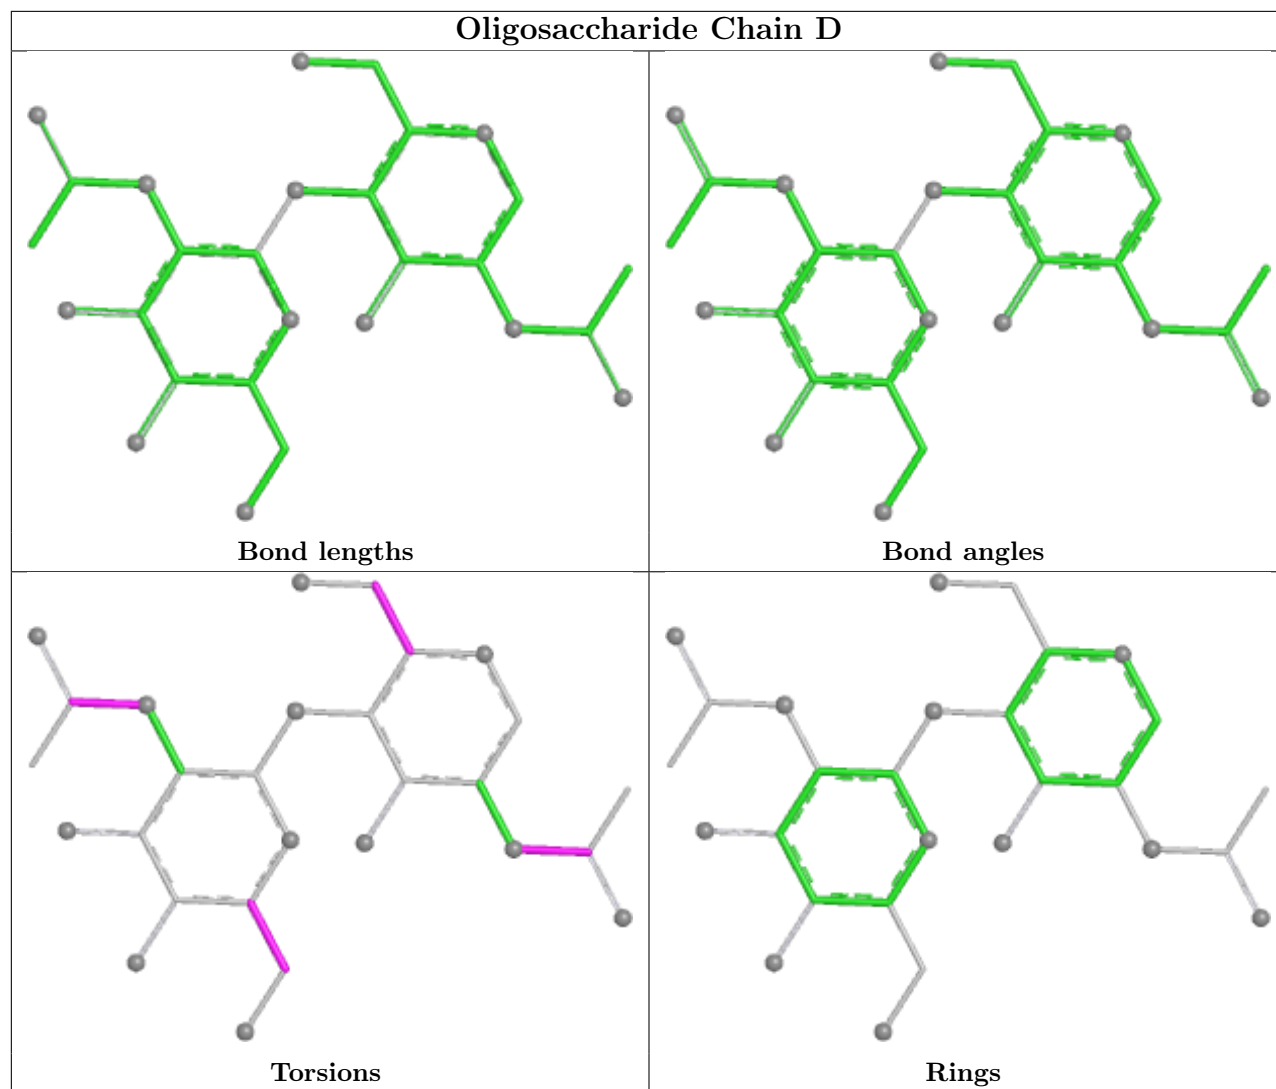 Oligosaccharide Chain D
Bond lengths
Bond angles
Torsions
Rings